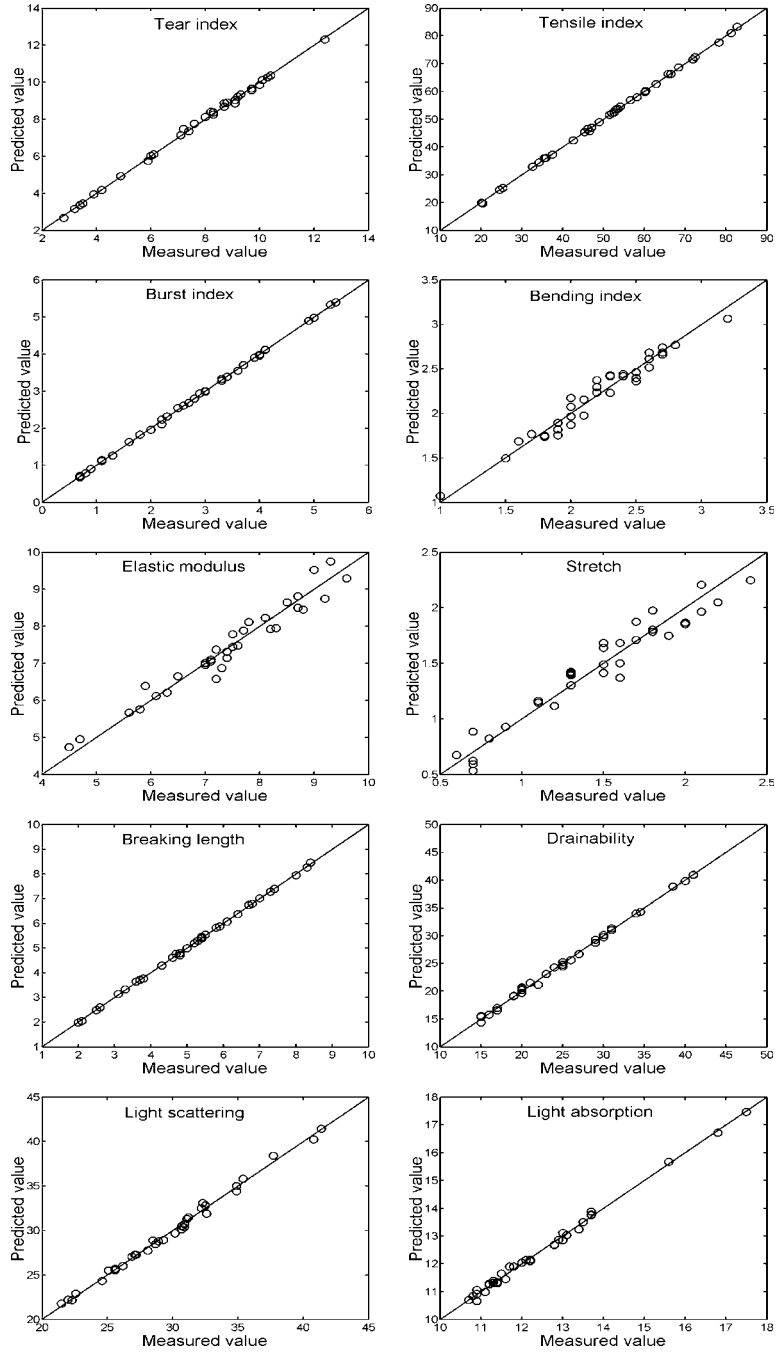 Tear index
Predicted value
14
12
10
8
6
4
2
2 4 6 8 10 12 14
Measured value
Tensile index
Predicted value
90
80
70
60
50
40
30
20
10
10 20 30 40 50 60 70 80 90
Measured value
Burst index
Predicted value
6
5
4
3
2
1
0
0 1 2 3 4 5 6
Measured value
Bending index
Predicted value
3.5
3
2.5
2
1.5
1
1 1.5 2 2.5 3 3.5
Measured value
Elastic modulus
Predicted value
10
9
8
7
6
5
4
4 5 6 7 8 9 10
Measured value
Stretch
Predicted value
2.5
2
1.5
1
0.5
0.5 1 1.5 2 2.5
Measured value
Breaking length
Predicted value
10
9
8
7
6
5
4
3
2
1
1 2 3 4 5 6 7 8 9 10
Measured value
Drainability
Predicted value
50
45
40
35
30
25
20
15
10
10 15 20 25 30 35 40 45 50
Measured value
Light scattering
Predicted value
45
40
35
30
25
20
20 25 30 35 40 45
Measured value
Light absorption
Predicted value
18
17
16
15
14
13
12
11
10
10 11 12 13 14 15 16 17 18
Measured value